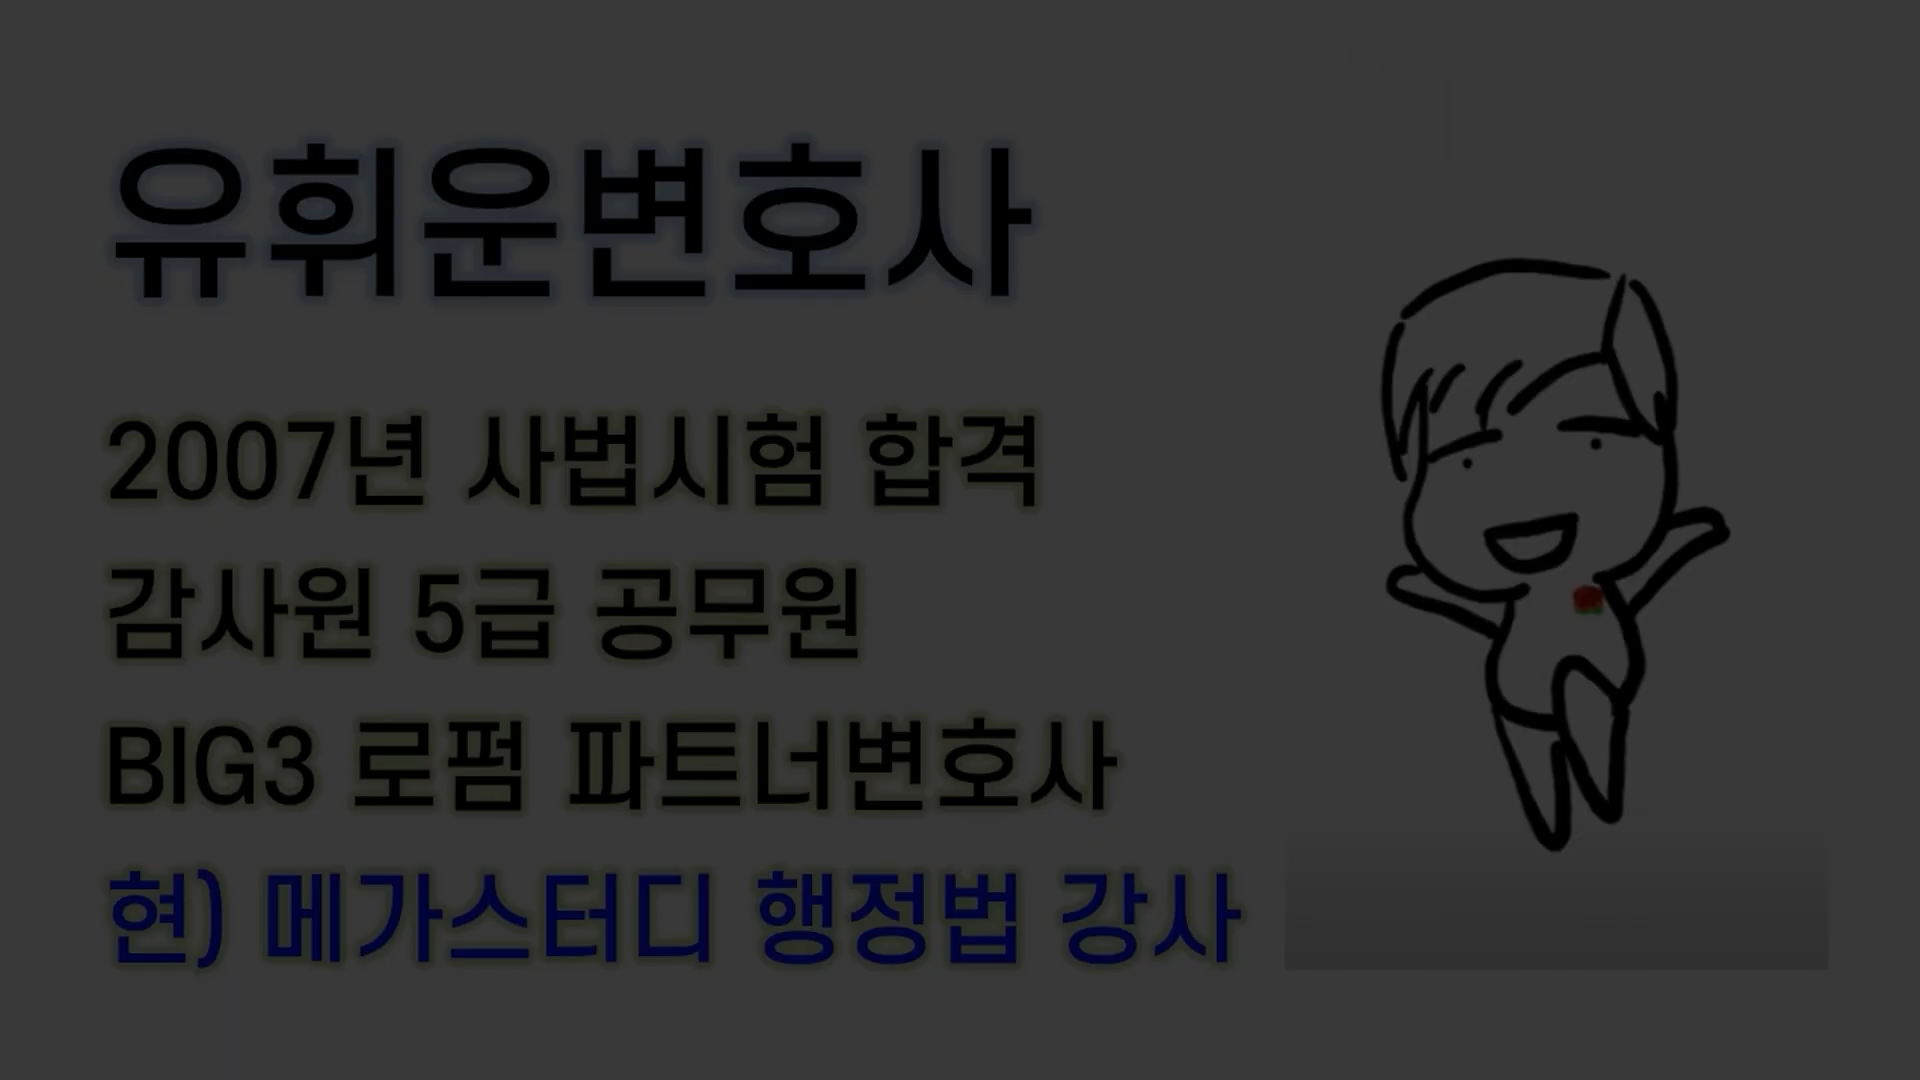 유휘운변호사
2007년 사법시험 합격
감사원 5급 공무원
BIG3 로펌 파트너변호사
현) 메가스터디 행정법 강사